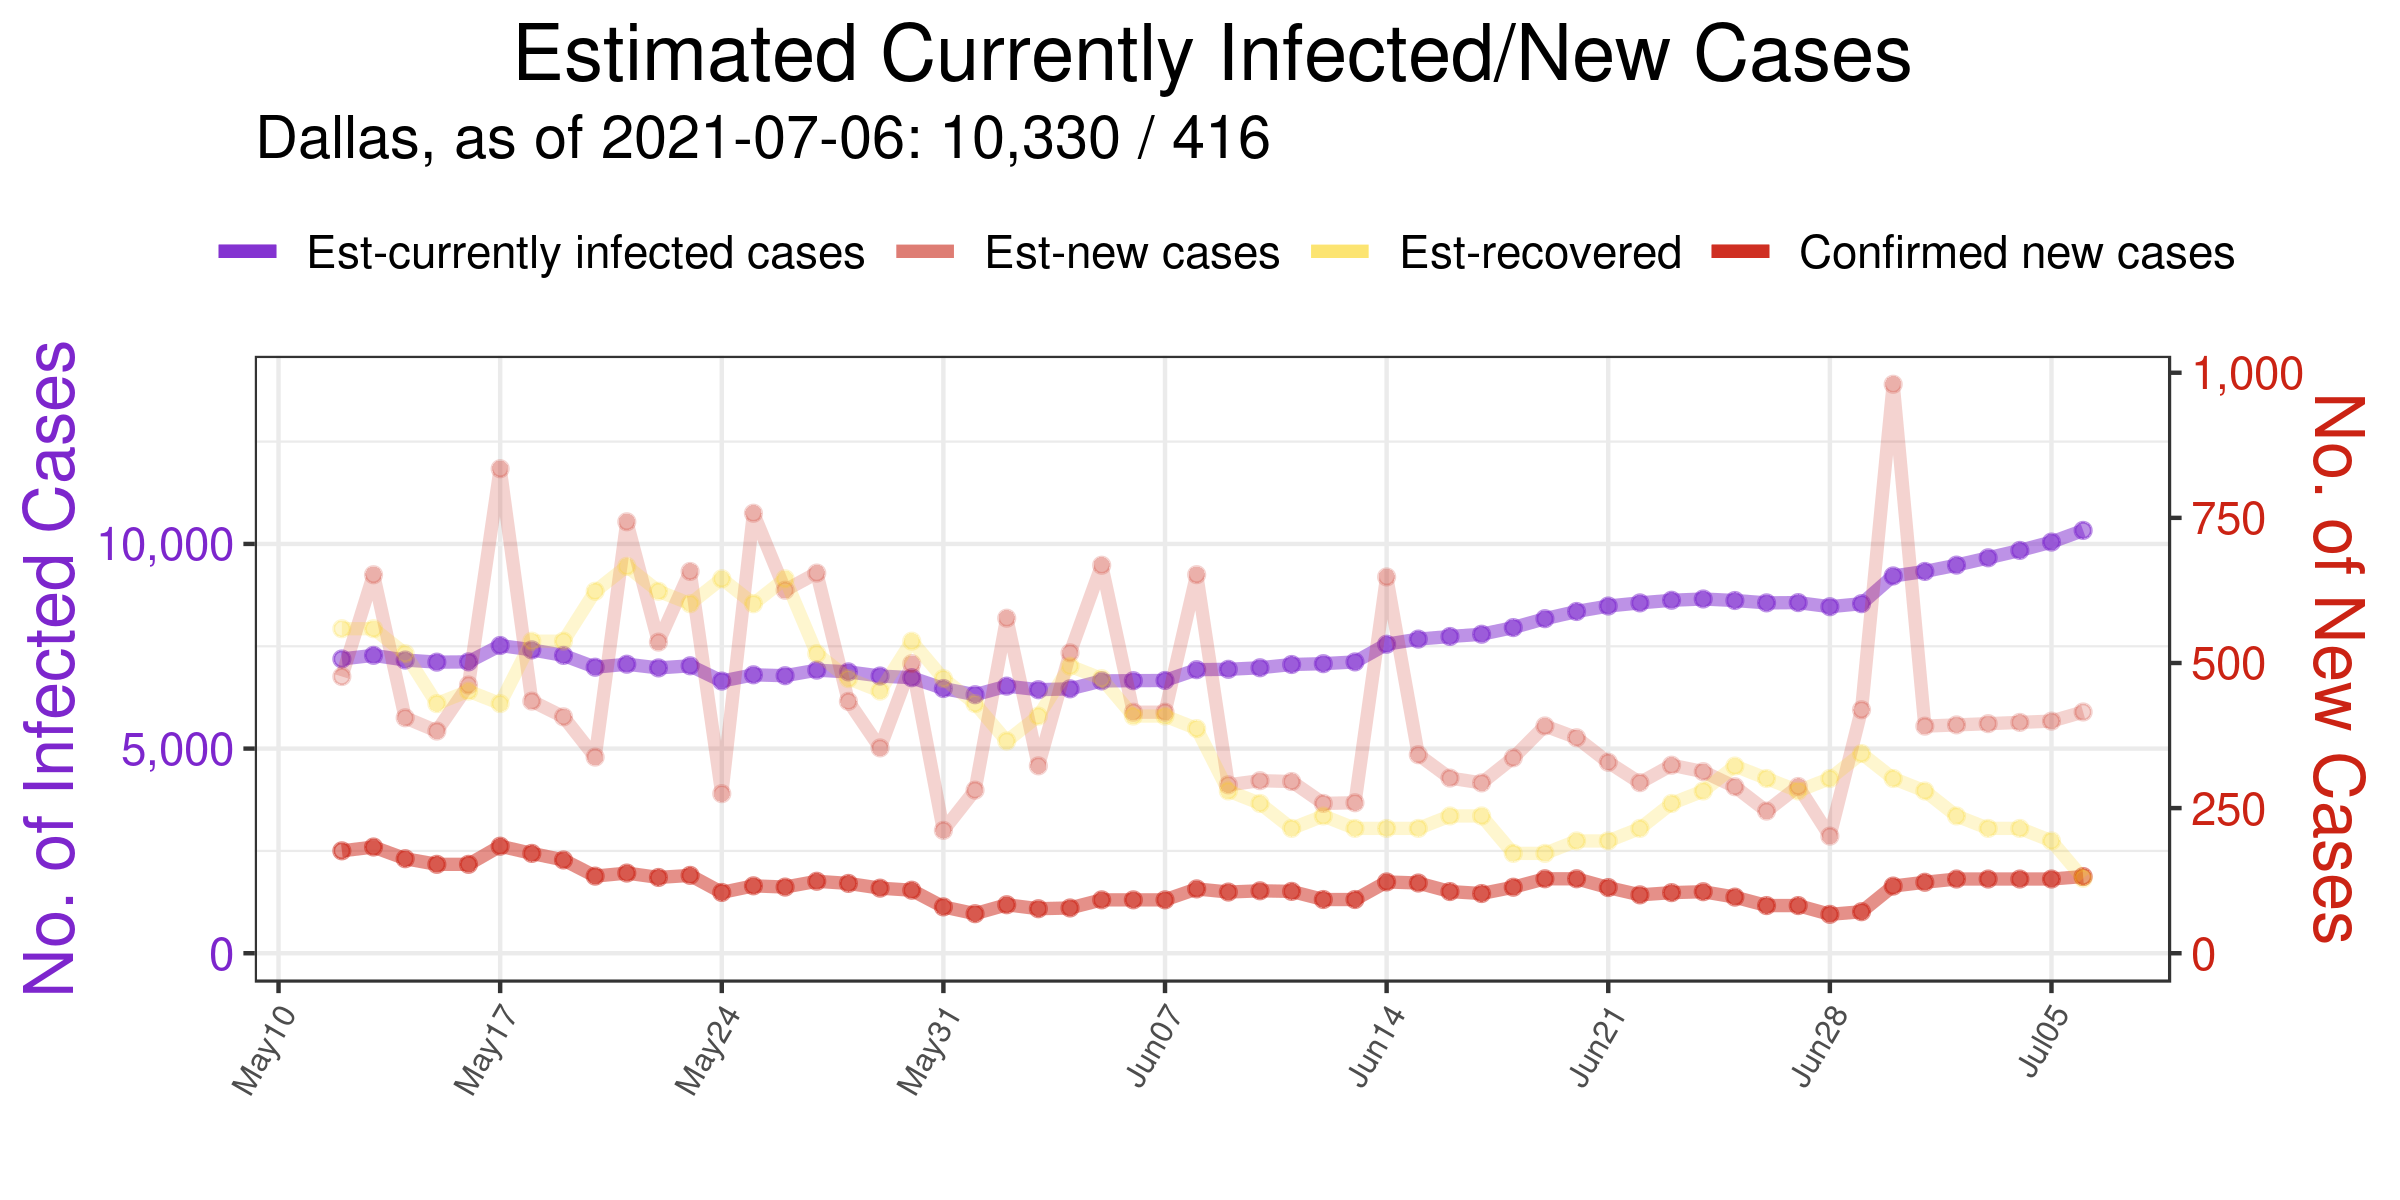 Estimated Currently Infected/New Cases
Dallas, as of 2021-07-06: 10,330 / 416
Est-currently infected cases Est-new cases Est-recovered Confirmed new cases
No. of Infected Cases
10,000
5,000
0
1,000
750
500
250
0
No. of New Cases
May10 May17 May24 May31 Jun07 Jun14 Jun21 Jun28 Jul05